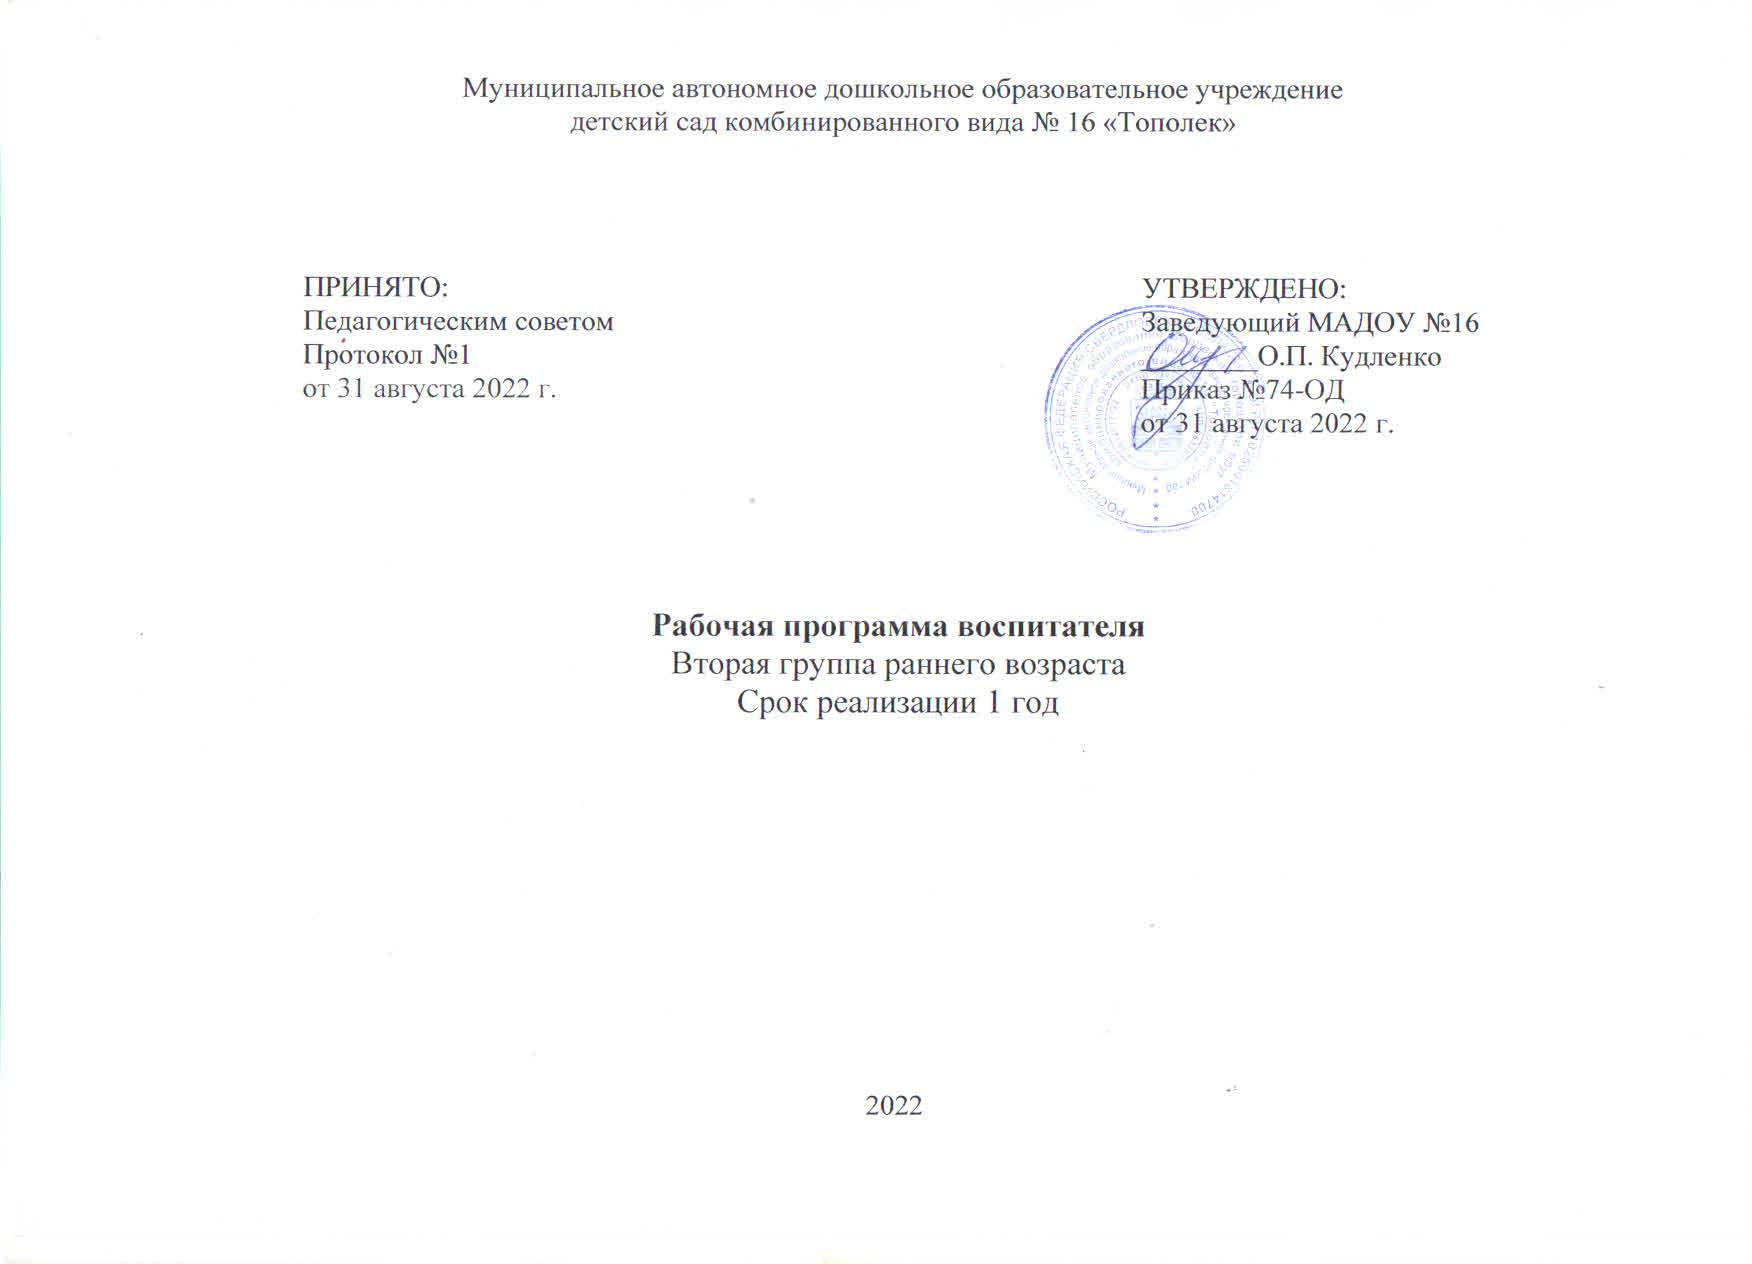 Муниципальное автономное дошкольное образовательное учреждение
детский сад комбинированного вида № 16 «Тополек»
ПРИНЯТО:
Педагогическим советом
Протокол №1
от 31 августа 2022 г.
УТВЕРЖДЕНО:
Заведующий МАДОУ №16
О.П. Кудленко
Приказ №74-ОД
от 31 августа 2022 г.
Рабочая программа воспитателя
Вторая группа раннего возраста
Срок реализации 1 год
2022